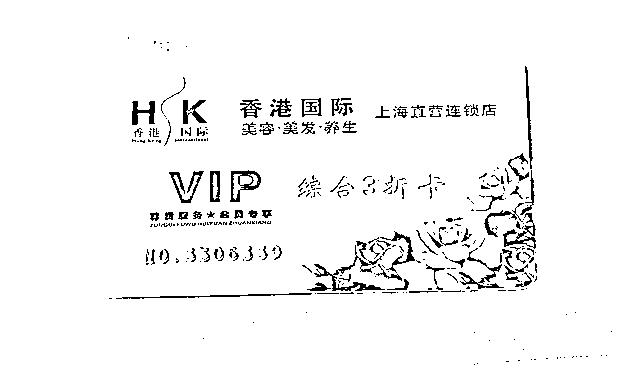 HSK
香港 国际
Hong Kong International
香港国际
美容·美发·养生
上海直营连锁店
VIP
综合3折卡
尊贵服务★会员专享
ZUNGUIFUWU HUIYUAN ZHUANXIANG
NO.3306339